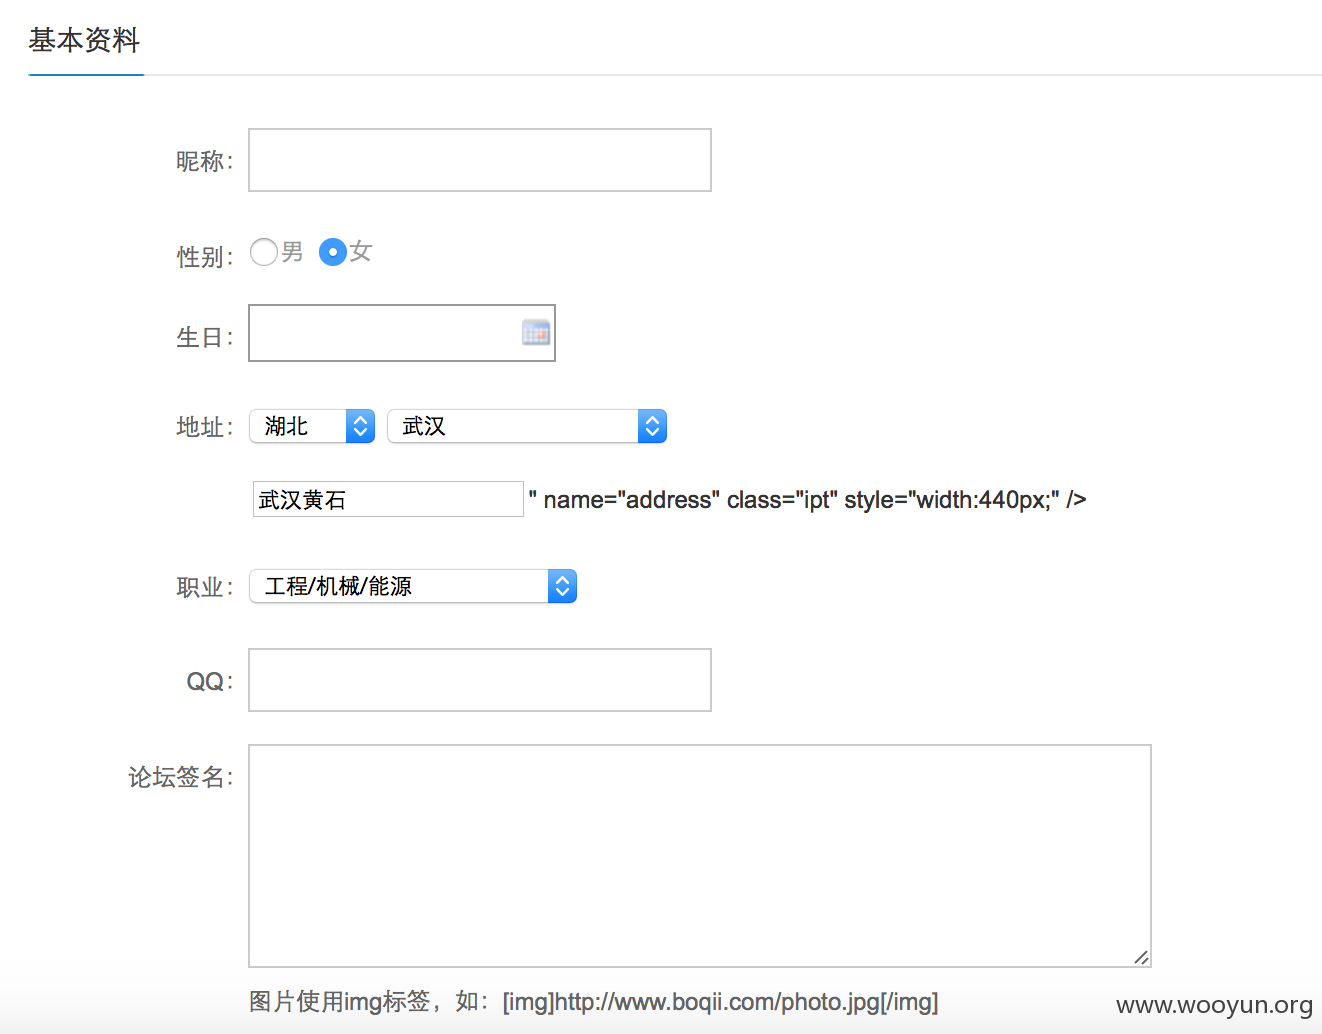 基本资料
昵称：
性别：男 女
生日：
地址：湖北 武汉
武汉黄石 " name="address" class="ipt" style="width:440px;" />
职业：工程/机械/能源
QQ：
论坛签名：
图片使用img标签，如：[img]http://www.boqii.com/photo.jpg[/img]
www.wooyun.org